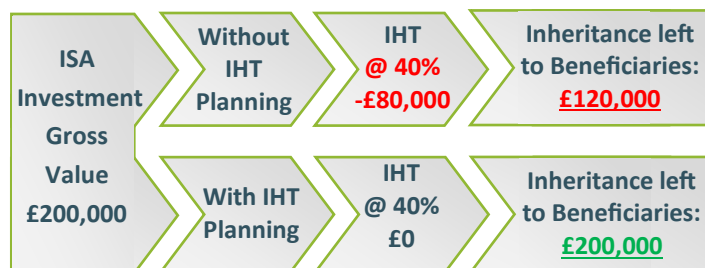 ISA
Investment
Gross
Value
£200,000
Without
IHT
Planning
IHT
@ 40%
-£80,000
Inheritance left
to Beneficiaries:
£120,000
With IHT
Planning
IHT
@ 40%
£0
Inheritance left
to Beneficiaries:
£200,000